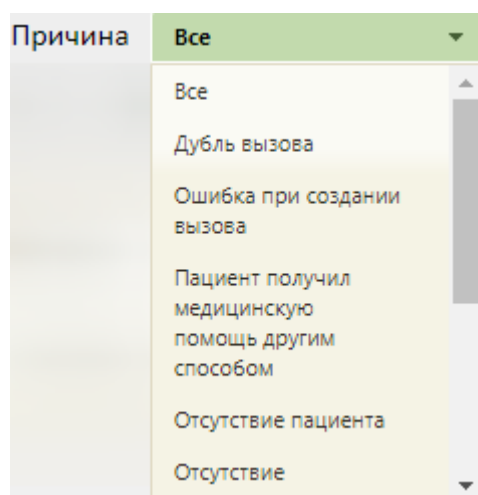 Причина Все
Все
Дубль вызова
Ошибка при создании
вызова
Пациент получил
медицинскую
помощь другим
способом
Отсутствие пациента
Отсутствие